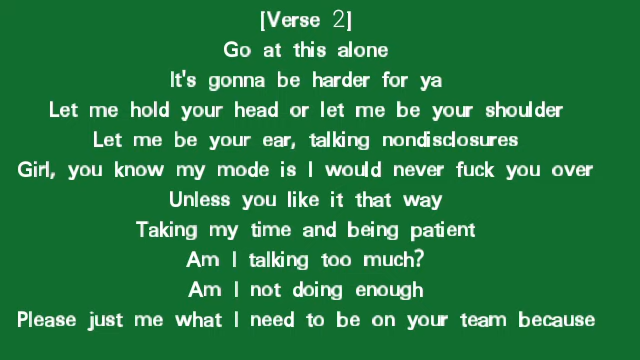 [Verse 2]
Go at this alone
It's gonna be harder for ya
Let me hold your head or let me be your shoulder
Let me be your ear, talking nondisclosures
Girl, you know my mode is I would never fuck you over
Unless you like it that way
Taking my time and being patient
Am I talking too much?
Am I not doing enough
Please just me what I need to be on your team because